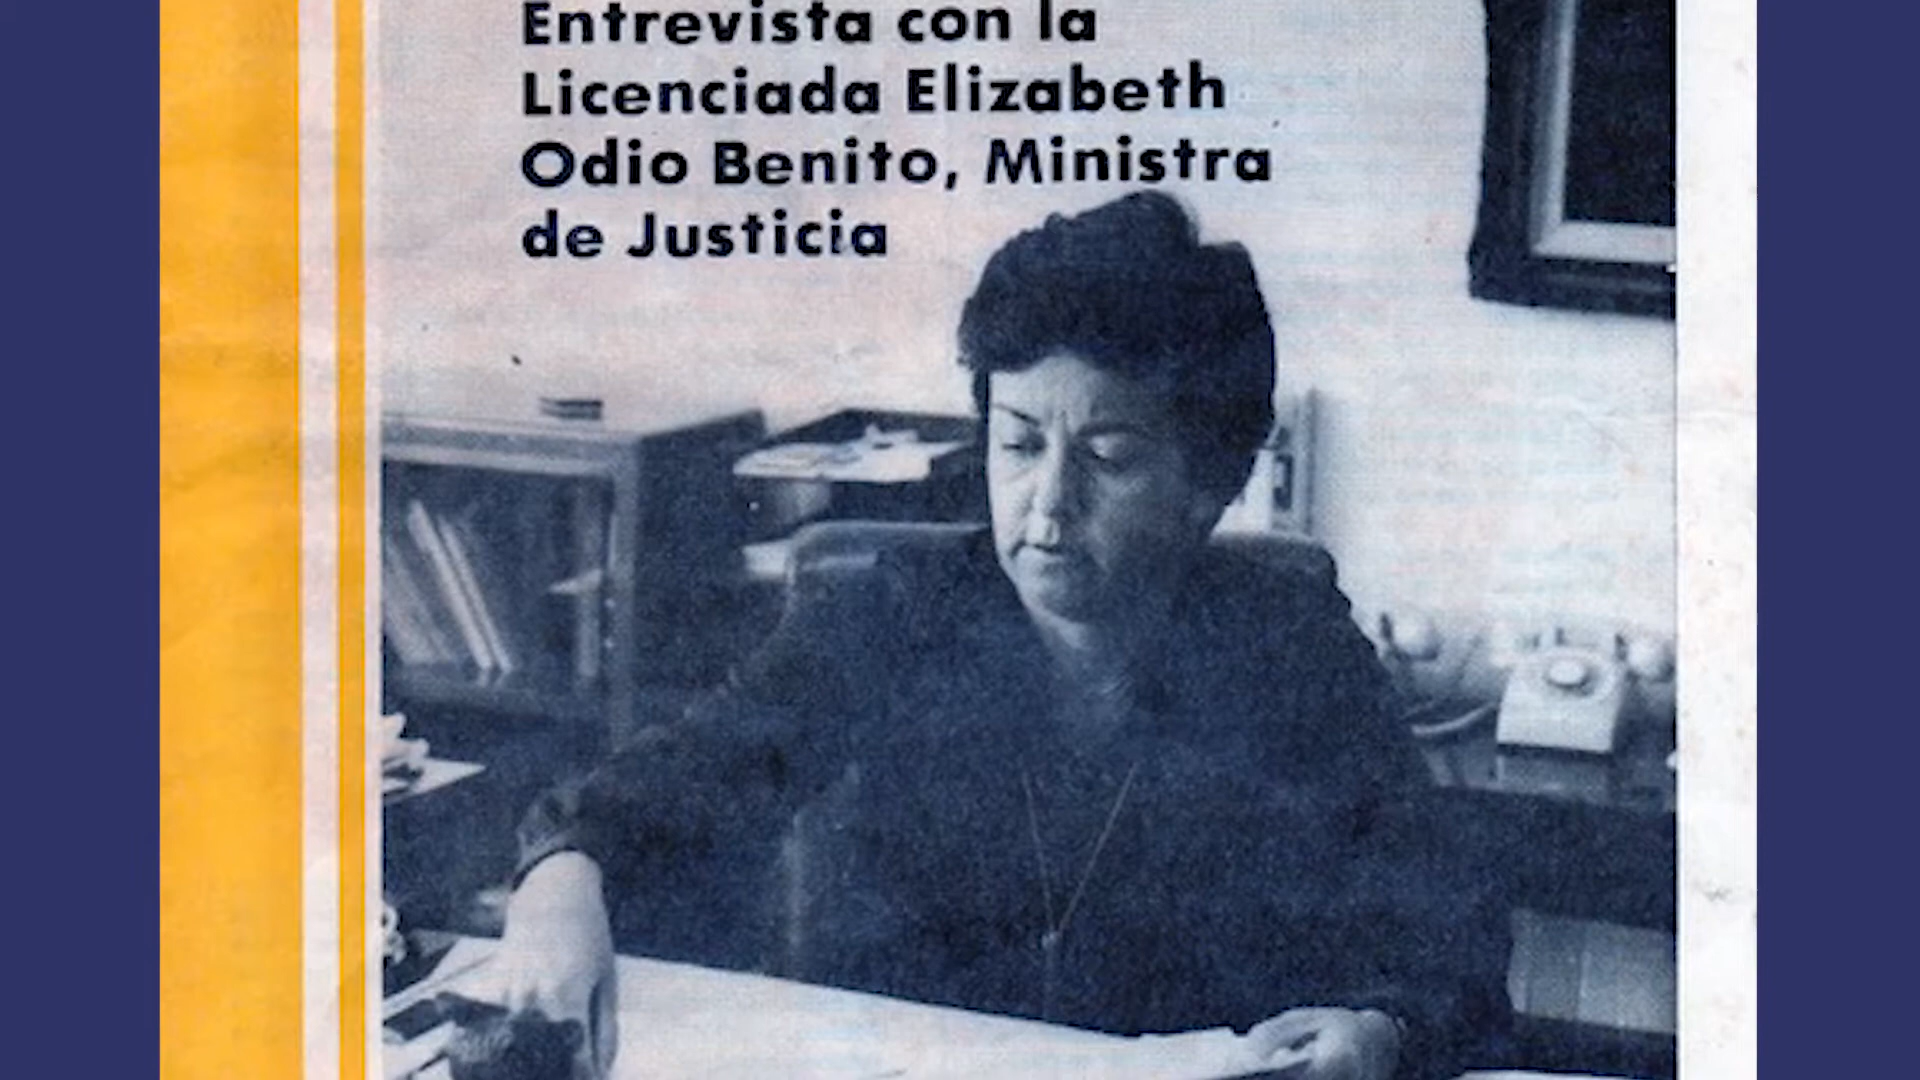 Entrevista con la
Licenciada Elizabeth
Odio Benito, Ministra
de Justicia